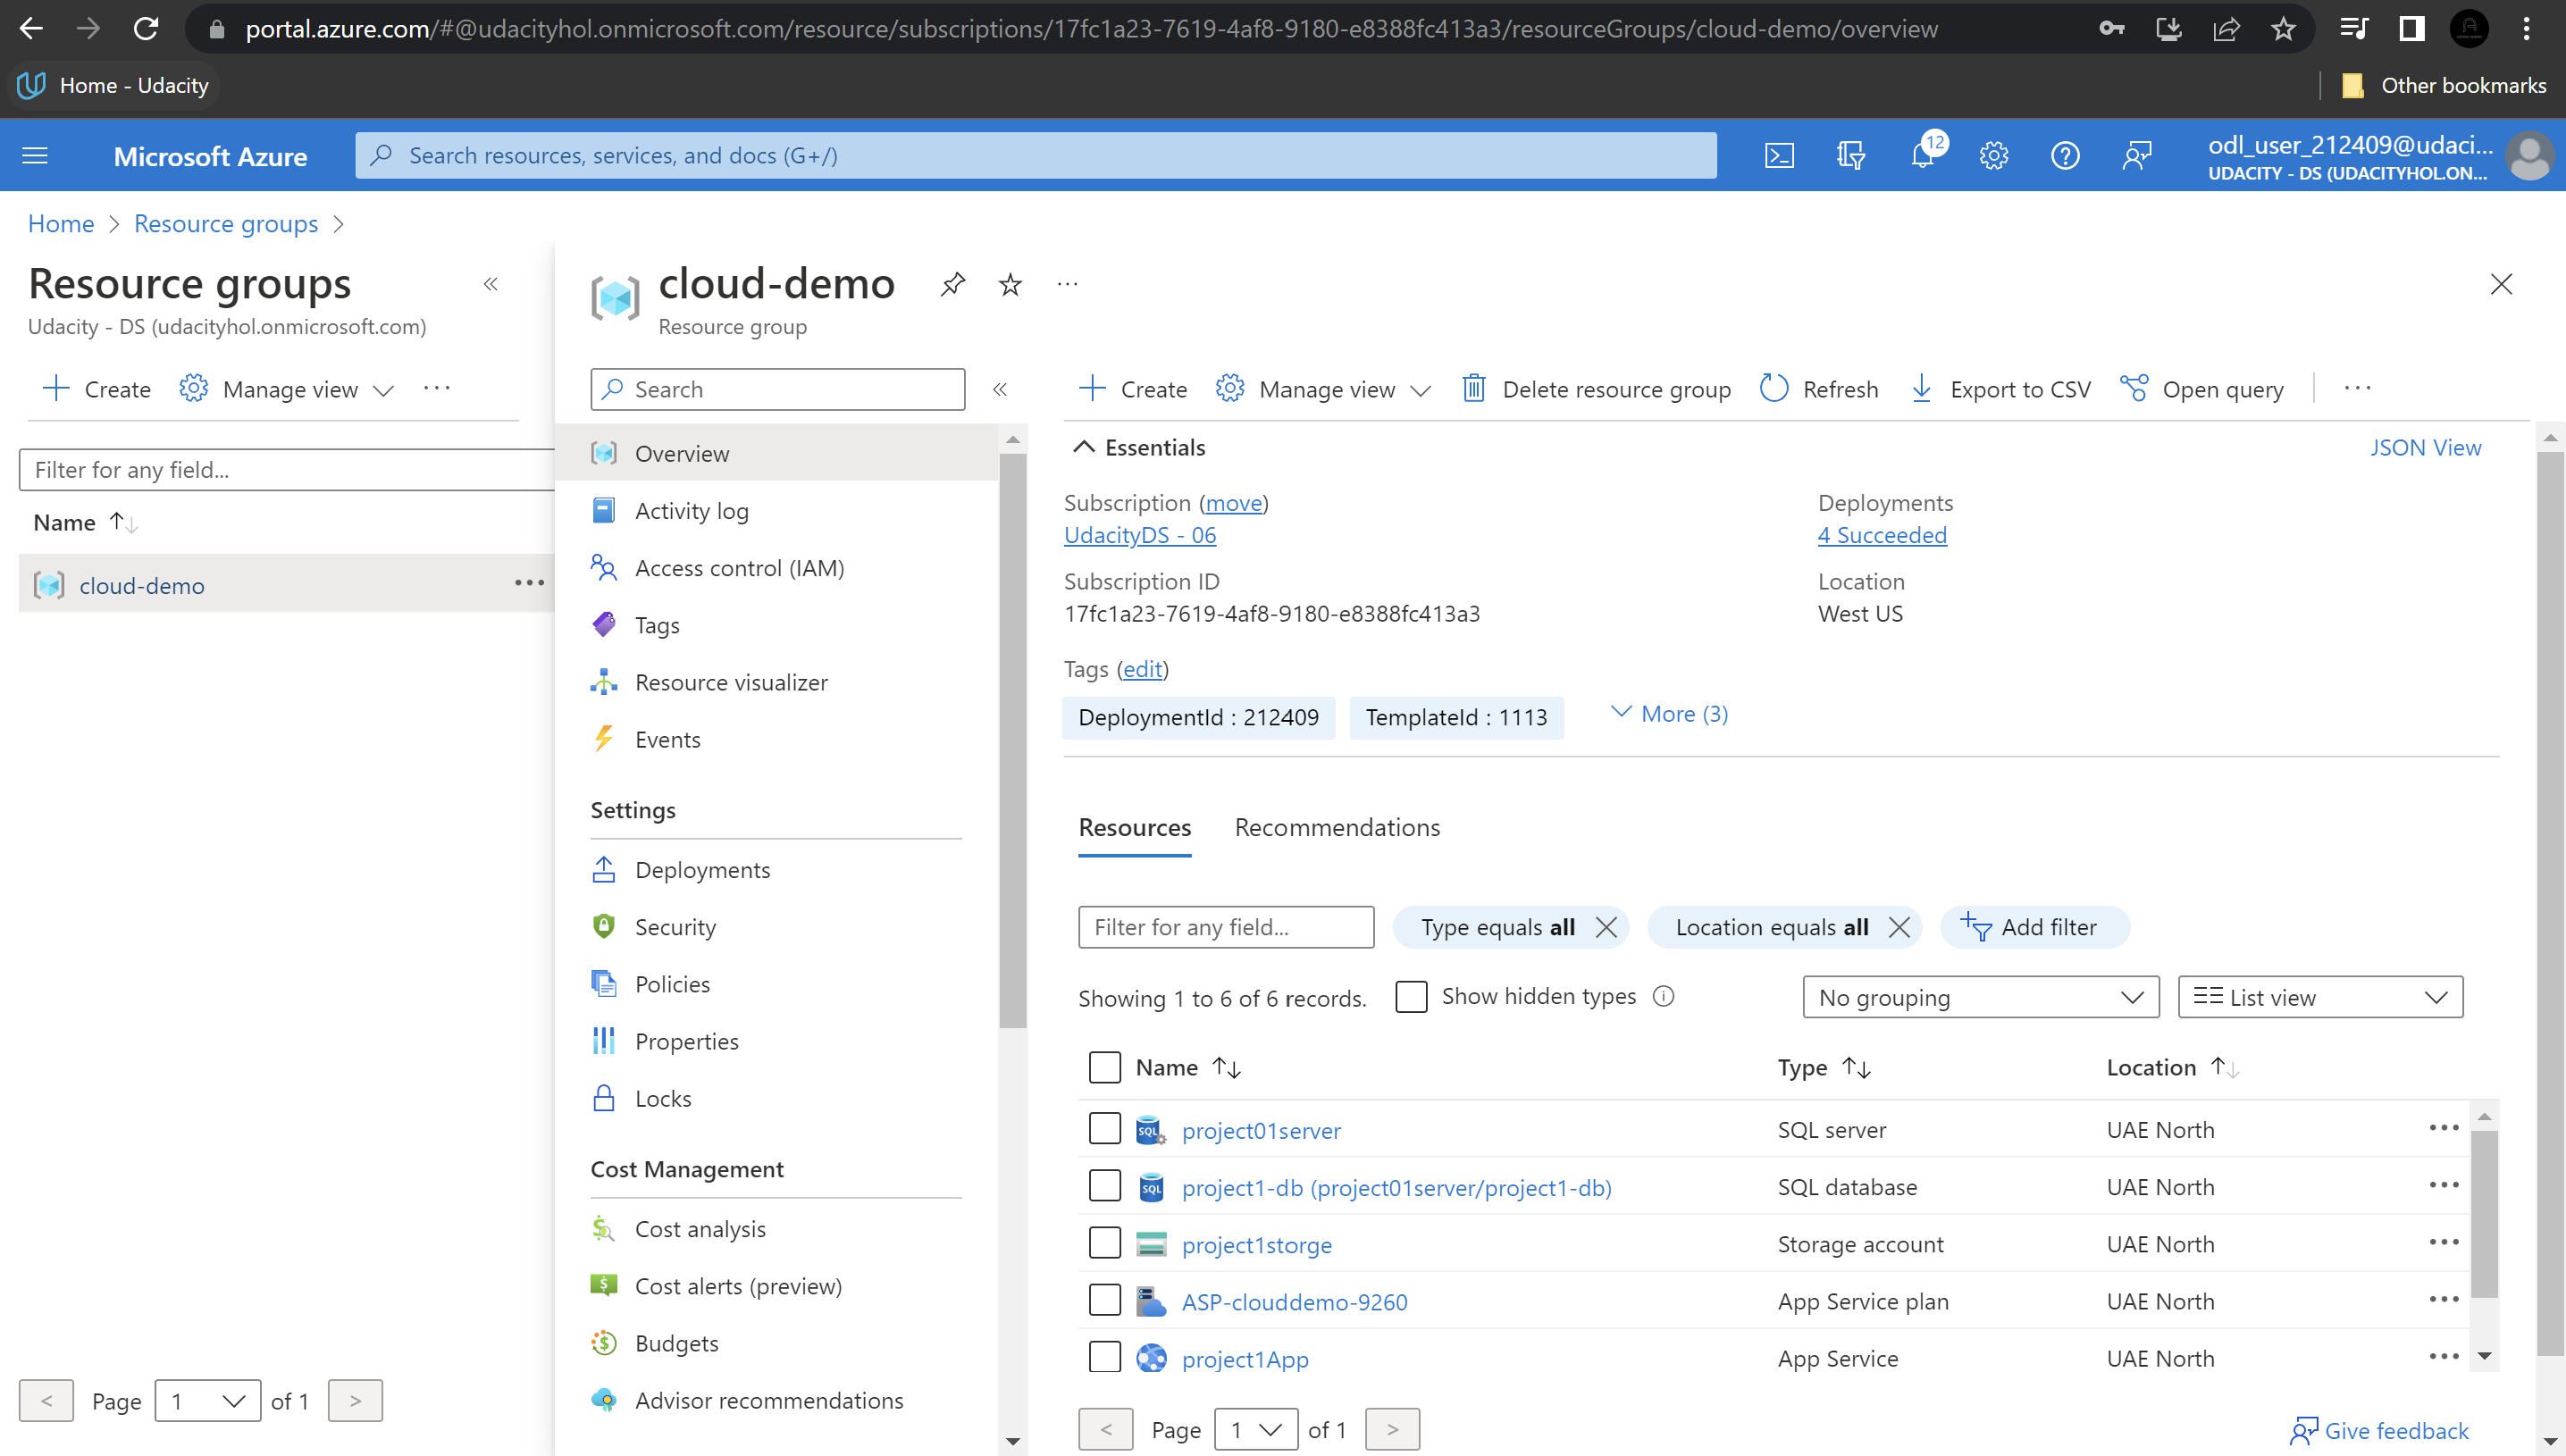 portal.azure.com/#@udacityhol.onmicrosoft.com/resource/subscriptions/17fc1a23-7619-4af8-9180-e8388fc413a3/resourceGroups/cloud-demo/overview
Home - Udacity
Other bookmarks
Microsoft Azure
Search resources, services, and docs (G+/)
12
odl_user_212409@udaci...
UDACITY - DS (UDACITYHOL.ON...
Home > Resource groups >
Resource groups
Udacity - DS (udacityhol.onmicrosoft.com)
Create
Manage view
Filter for any field...
Name
cloud-demo
Page 1 of 1
cloud-demo
Resource group
Search
Overview
Activity log
Access control (IAM)
Tags
Resource visualizer
Events
Settings
Deployments
Security
Policies
Properties
Locks
Cost Management
Cost analysis
Cost alerts (preview)
Budgets
Advisor recommendations
Create
Manage view
Delete resource group
Refresh
Export to CSV
Open query
Essentials
JSON View
Subscription (move)
UdacityDS - 06
Subscription ID
17fc1a23-7619-4af8-9180-e8388fc413a3
Deployments
4 Succeeded
Location
West US
Tags (edit)
DeploymentId : 212409
TemplateId : 1113
More (3)
Resources
Recommendations
Filter for any field...
Type equals all
Location equals all
Add filter
Showing 1 to 6 of 6 records.
Show hidden types
No grouping
List view
Name Type Location
project01server SQL server UAE North
project1-db (project01server/project1-db) SQL database UAE North
project1storge Storage account UAE North
ASP-clouddemo-9260 App Service plan UAE North
project1App App Service UAE North
Page 1 of 1
Give feedback